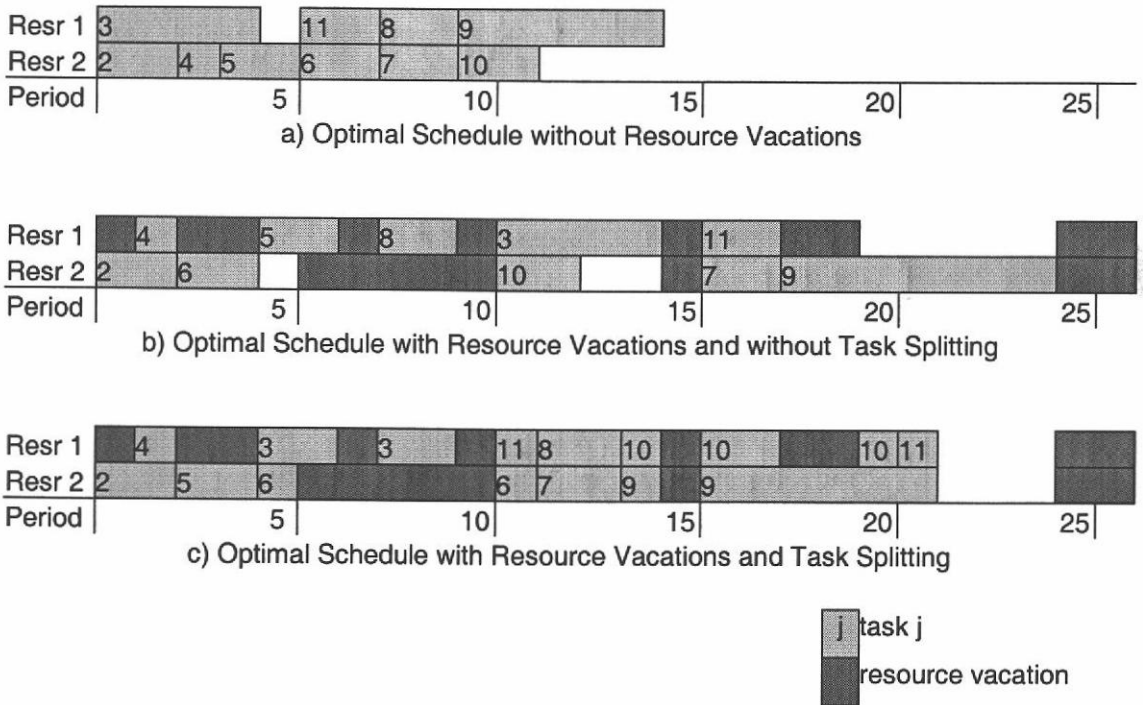 Resr 1 3 11 8 9
Resr 2 2 4 5 6 7 10
Period 5 10 15 20 25
a) Optimal Schedule without Resource Vacations
Resr 1 4 5 8 3 11
Resr 2 2 6 10 7 9
Period 5 10 15 20 25
b) Optimal Schedule with Resource Vacations and without Task Splitting
Resr 1 4 3 3 11 8 10 10 10 11
Resr 2 2 5 6 6 7 9 9
Period 5 10 15 20 25
c) Optimal Schedule with Resource Vacations and Task Splitting
j task j
resource vacation